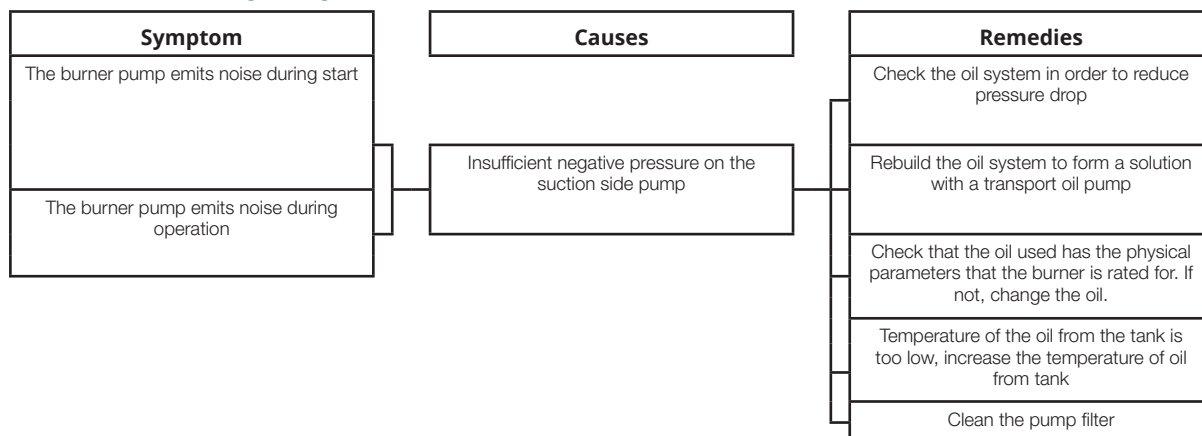 Symptom
Causes
Remedies
The burner pump emits noise during start
Check the oil system in order to reduce
pressure drop
Insufficient negative pressure on the
suction side pump
Rebuild the oil system to form a solution
with a transport oil pump
The burner pump emits noise during
operation
Check that the oil used has the physical
parameters that the burner is rated for. If
not, change the oil.
Temperature of the oil from the tank is
too low, increase the temperature of oil
from tank
Clean the pump filter